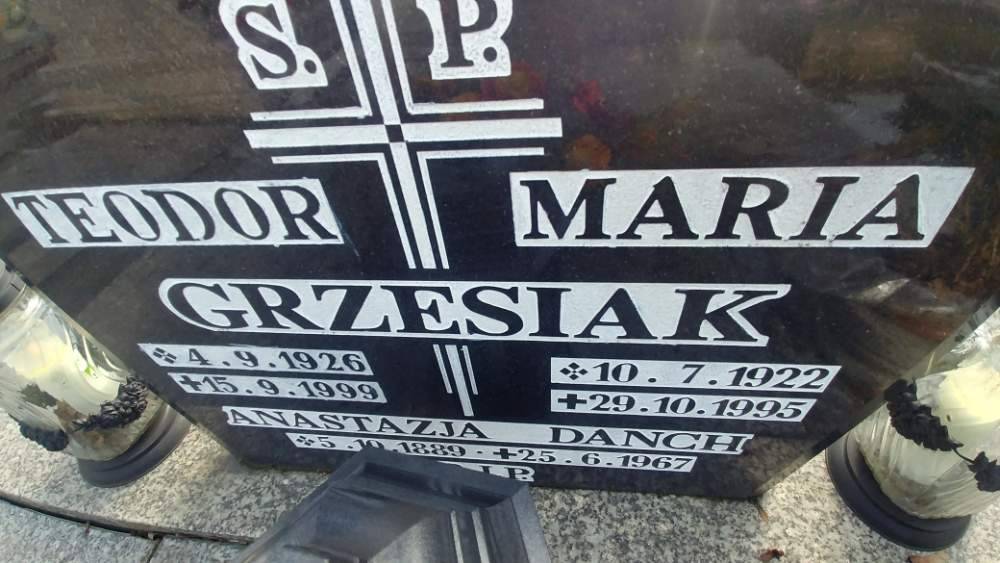 S. P.
TEODOR MARIA
GRZESIAK
4.9.1926 10.7.1922
+15.9.1999 +29.10.1995
ANASTAZJA DANCH
5.10.1889 · +25.6.1967